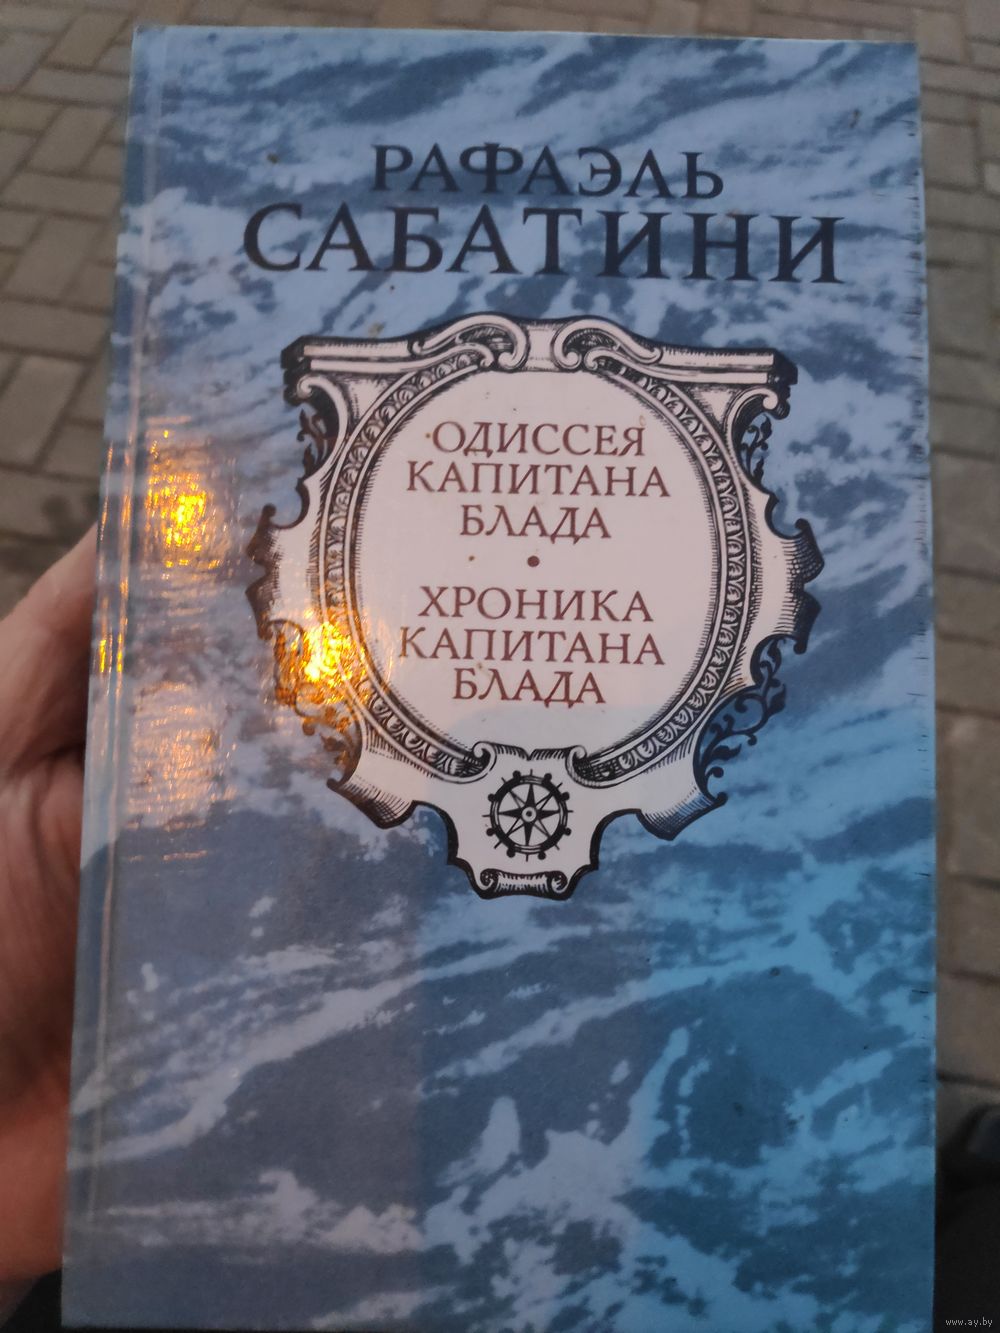 РАФАЭЛЬ
САБАТИНИ
ОДИССЕЯ
КАПИТАНА
БЛАДА
•
ХРОНИКА
КАПИТАНА
БЛАДА
www.ay.by